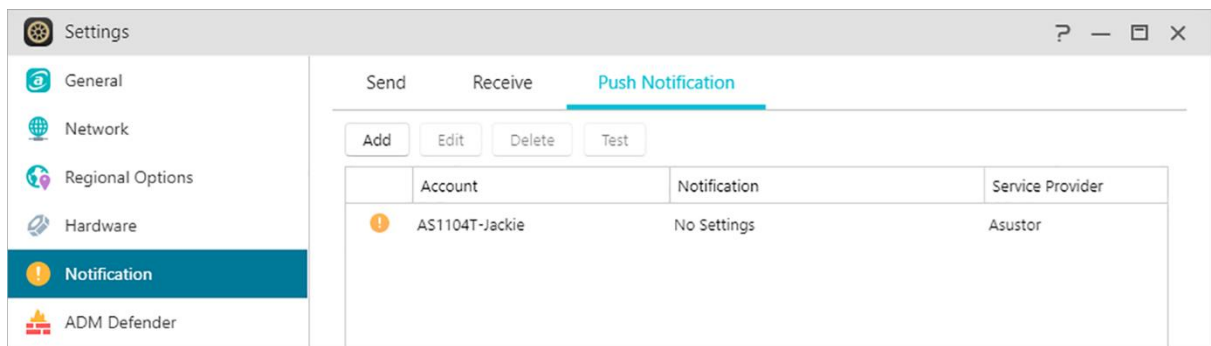 Settings
General
Network
Regional Options
Hardware
Notification
ADM Defender
Send Receive Push Notification
Add Edit Delete Test
Account Notification Service Provider
AS1104T-Jackie No Settings Asustor